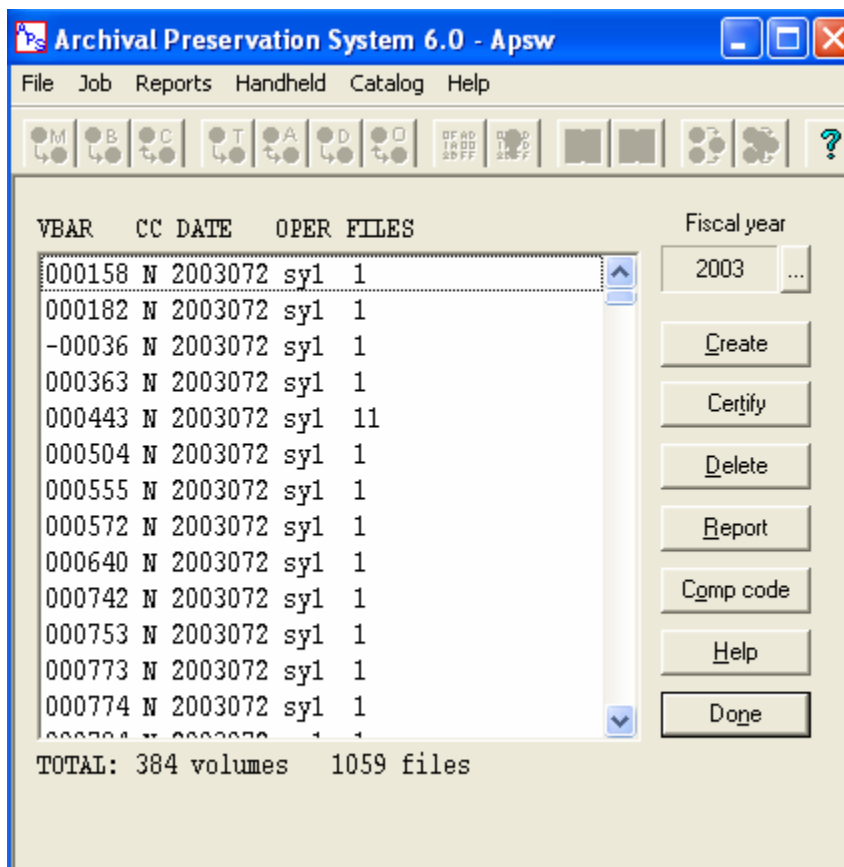 Archival Preservation System 6.0 - Apsw
File Job Reports Handheld Catalog Help
M B C T A D O
VBAR CC DATE OPER FILES
000158 N 2003072 sy1 1
000182 N 2003072 sy1 1
-00036 N 2003072 sy1 1
000363 N 2003072 sy1 1
000443 N 2003072 sy1 11
000504 N 2003072 sy1 1
000555 N 2003072 sy1 1
000572 N 2003072 sy1 1
000640 N 2003072 sy1 1
000742 N 2003072 sy1 1
000753 N 2003072 sy1 1
000773 N 2003072 sy1 1
000774 N 2003072 sy1 1
TOTAL: 384 volumes 1059 files
Fiscal year
2003 ...
Create
Certify
Delete
Report
Comp code
Help
Done